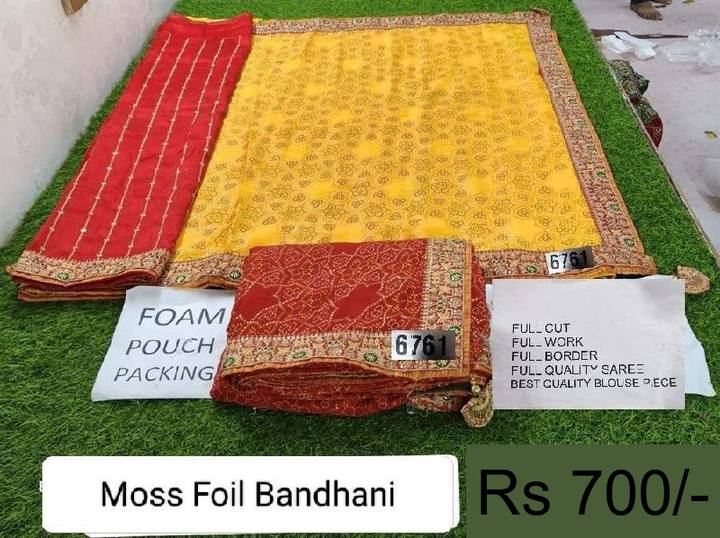 6761
FOAM
POUCH
PACKING
6761
FULL CUT
FULL WORK
FULL BORDER
FULL QUALITY SAREE
BEST QUALITY BLOUSE PIECE
Moss Foil Bandhani
Rs 700/-